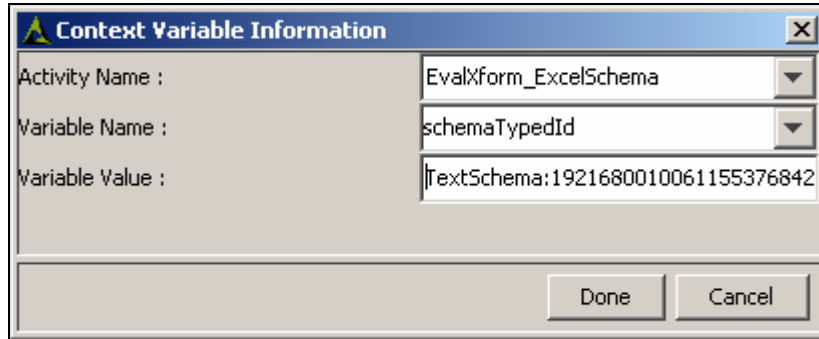 Context Variable Information
Activity Name : EvalXform_ExcelSchema
Variable Name : schemaTypedId
Variable Value : TextSchema:1921680010061155376842
Done Cancel